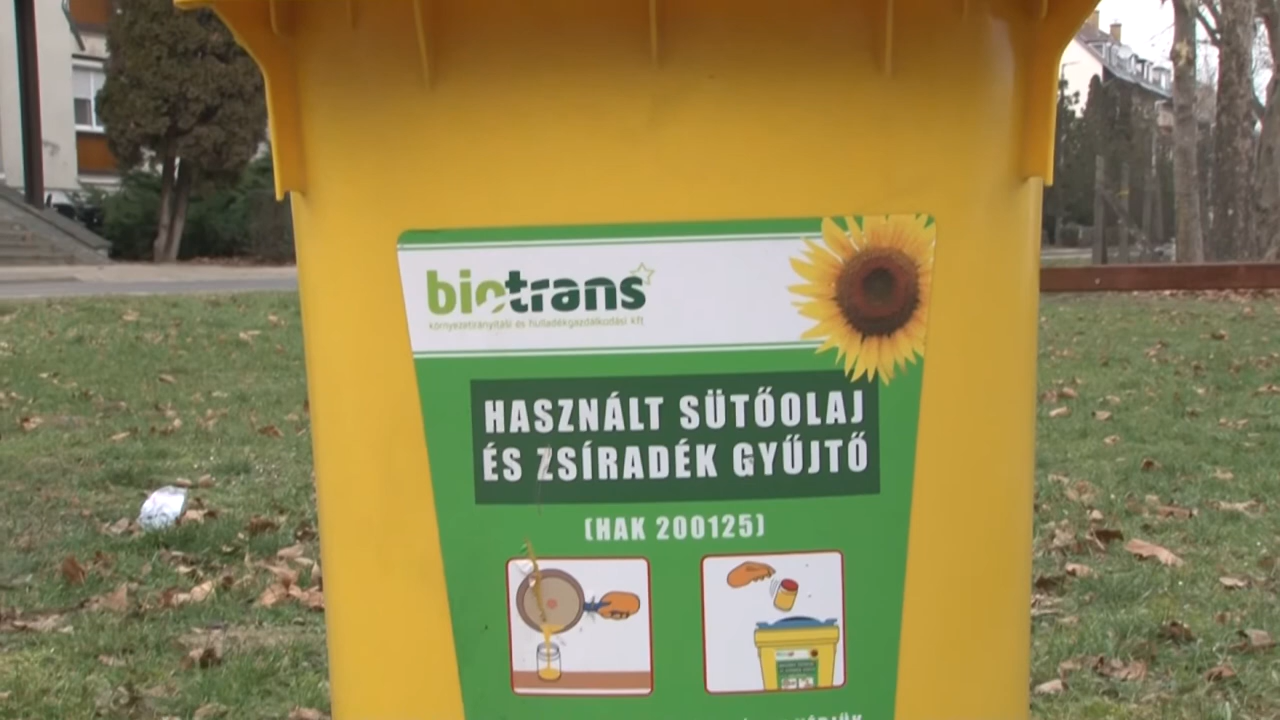 biotrans
környezetirányítási és hulladékgazdálkodási kft
HASZNÁLT SÜTŐOLAJ
ÉS ZSÍRADÉK GYŰJTŐ
(HAK 200125)